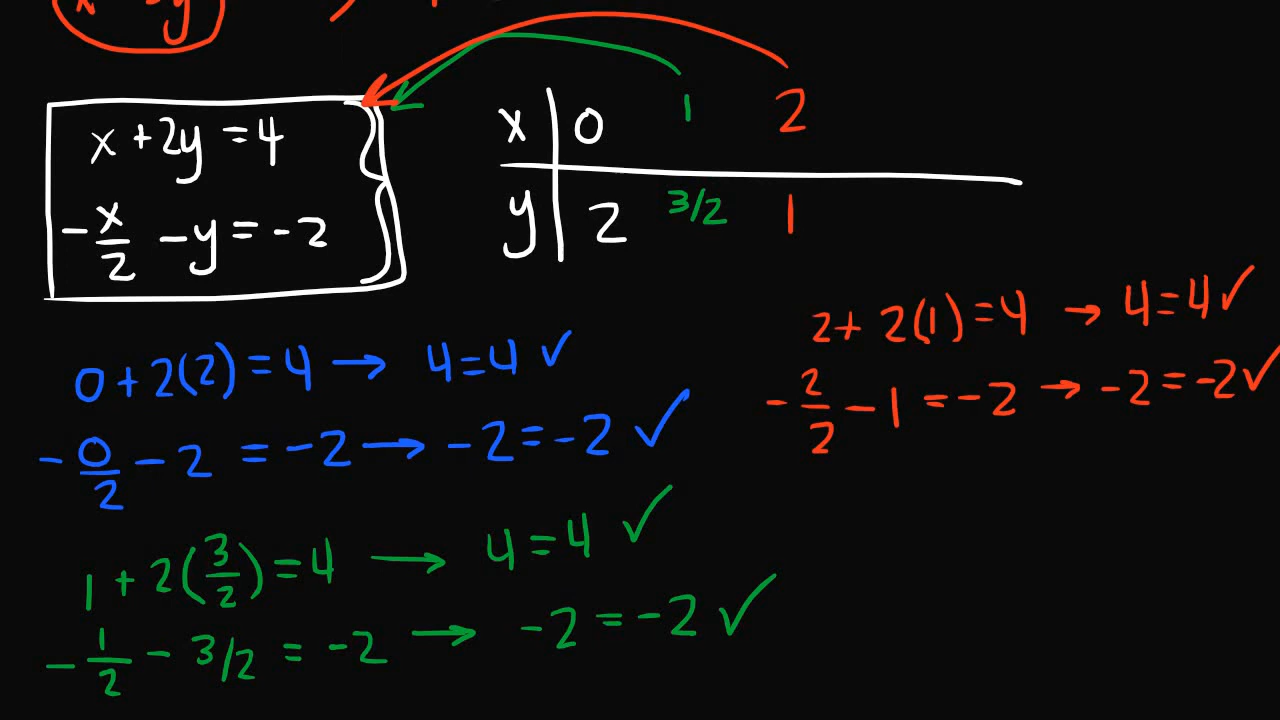 x + 2y = 4
-x/2 - y = -2
x | 0 1 2
y | 2 3/2 1
0 + 2(2) = 4 → 4 = 4 ✓
-0/2 - 2 = -2 → -2 = -2 ✓
1 + 2(3/2) = 4 → 4 = 4 ✓
-1/2 - 3/2 = -2 → -2 = -2 ✓
2 + 2(1) = 4 → 4 = 4 ✓
-2/2 - 1 = -2 → -2 = -2 ✓